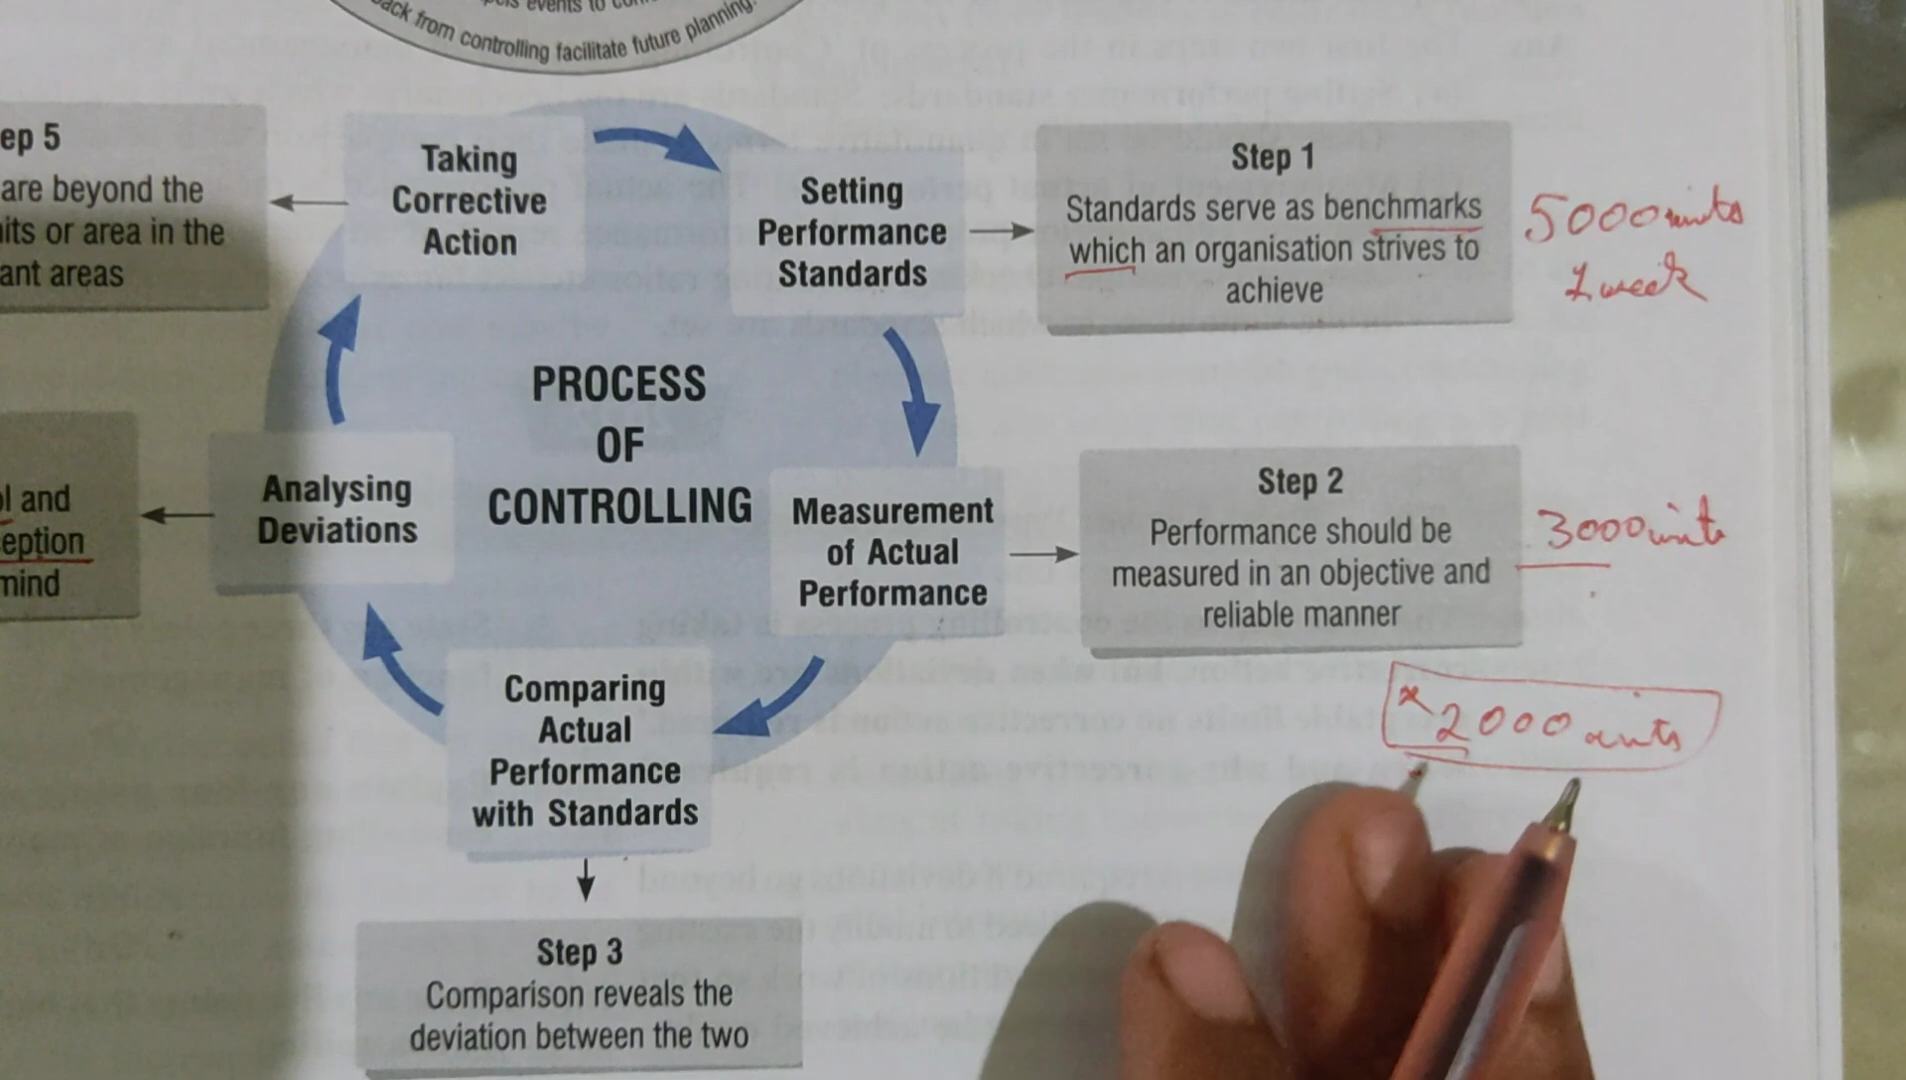 events to
back from controlling facilitate future planning.
ep 5
are beyond the
its or area in the
ant areas
Taking
Corrective
Action
Setting
Performance
Standards
Step 1
Standards serve as benchmarks
which an organisation strives to
achieve
5000 units
1 week
PROCESS
OF
CONTROLLING
l and
eption
mind
Analysing
Deviations
Measurement
of Actual
Performance
Step 2
Performance should be
measured in an objective and
reliable manner
3000 units
x 2000 units
Comparing
Actual
Performance
with Standards
Step 3
Comparison reveals the
deviation between the two